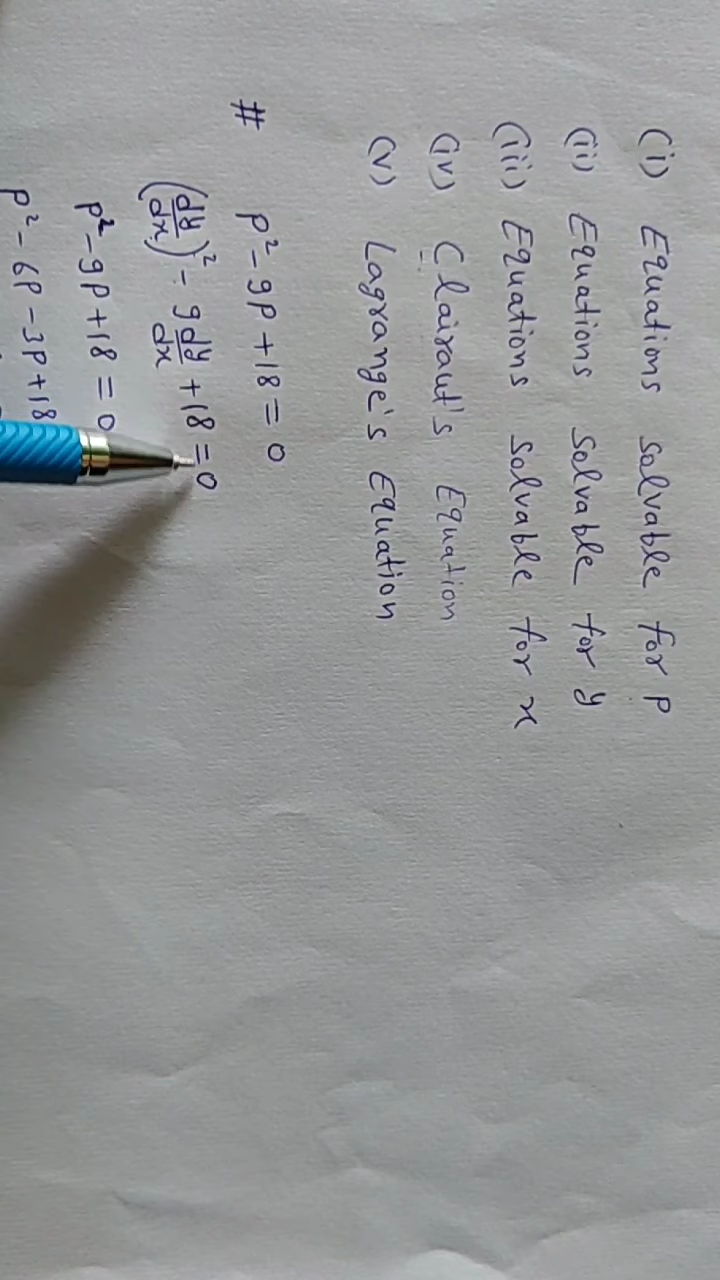 (i) Equations solvable for p
(ii) Equations solvable for y
(iii) Equations solvable for x
(iv) Clairaut's Equation
(v) Lagrange's Equation
# p² - 9p + 18 = 0
(dy/dx)² - 9 dy/dx + 18 = 0
p² - 9p + 18 = 0
p² - 6p - 3p + 18